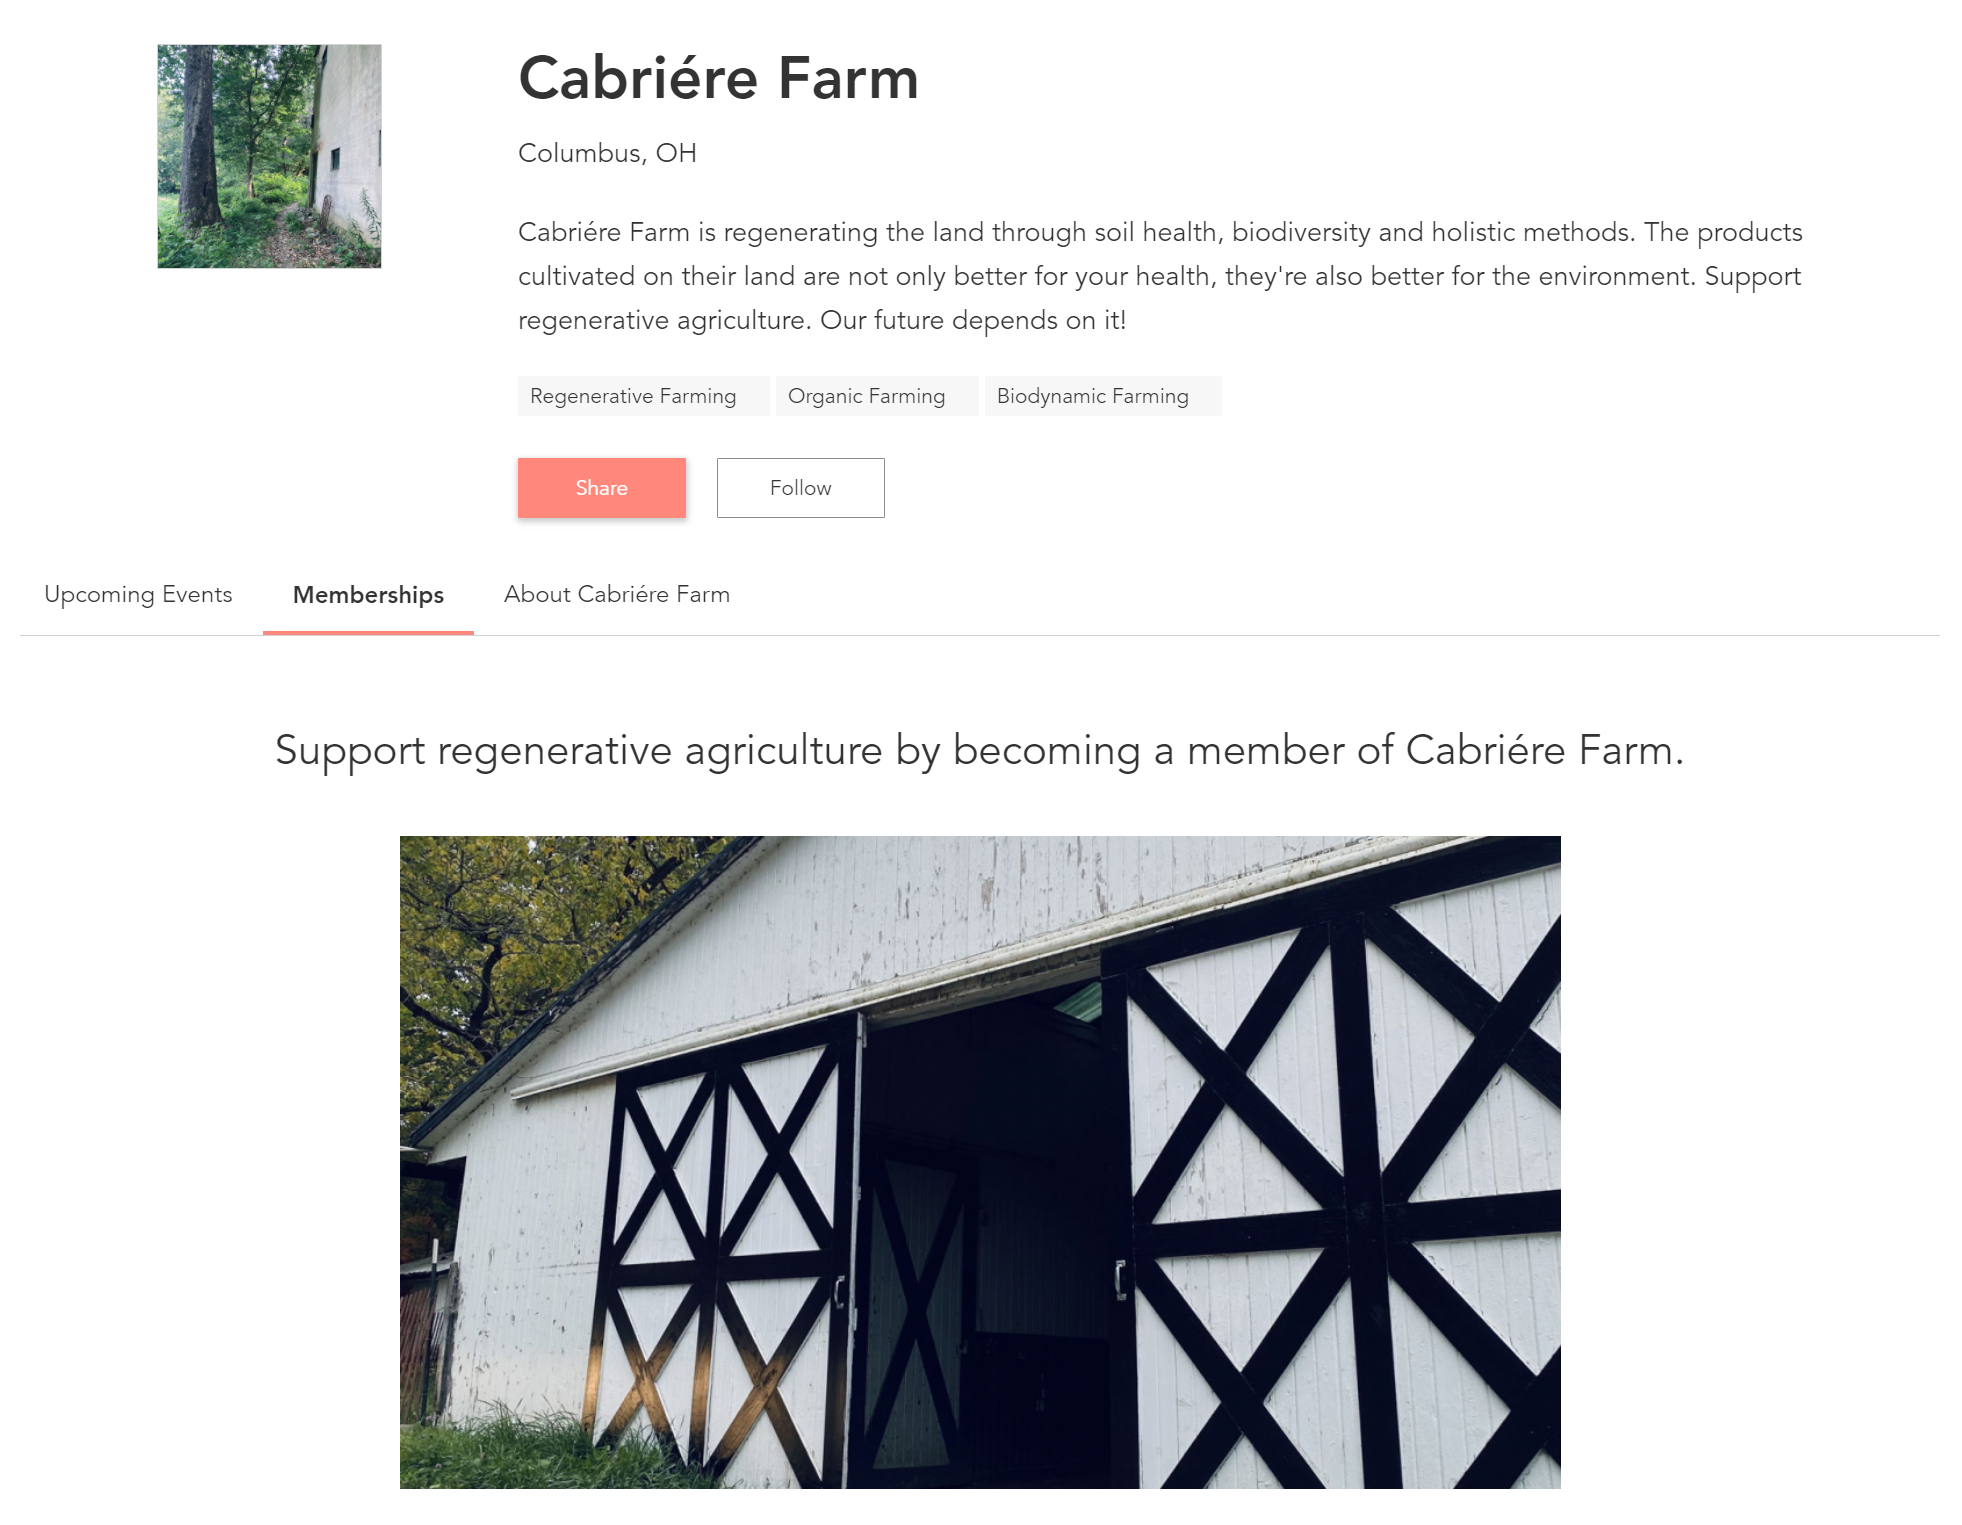 Cabriére Farm
Columbus, OH
Cabriére Farm is regenerating the land through soil health, biodiversity and holistic methods. The products
cultivated on their land are not only better for your health, they're also better for the environment. Support
regenerative agriculture. Our future depends on it!
Regenerative Farming Organic Farming Biodynamic Farming
Share Follow
Upcoming Events Memberships About Cabriére Farm
Support regenerative agriculture by becoming a member of Cabriére Farm.